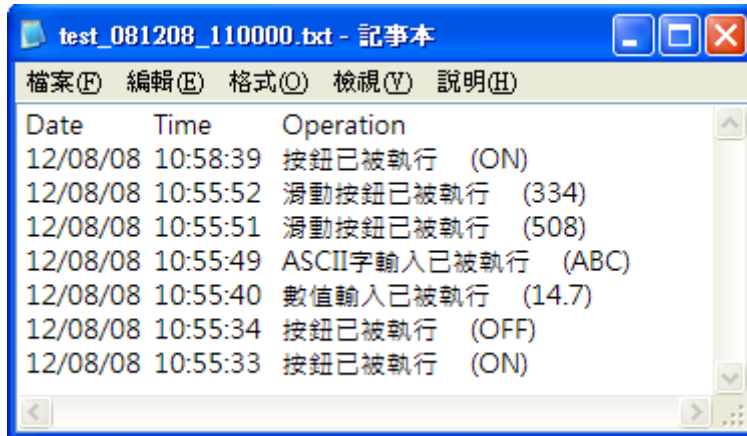 test_081208_110000.txt - 記事本
檔案(F) 編輯(E) 格式(O) 檢視(V) 說明(H)
Date Time Operation
12/08/08 10:58:39 按鈕已被執行 (ON)
12/08/08 10:55:52 滑動按鈕已被執行 (334)
12/08/08 10:55:51 滑動按鈕已被執行 (508)
12/08/08 10:55:49 ASCII字輸入已被執行 (ABC)
12/08/08 10:55:40 數值輸入已被執行 (14.7)
12/08/08 10:55:34 按鈕已被執行 (OFF)
12/08/08 10:55:33 按鈕已被執行 (ON)